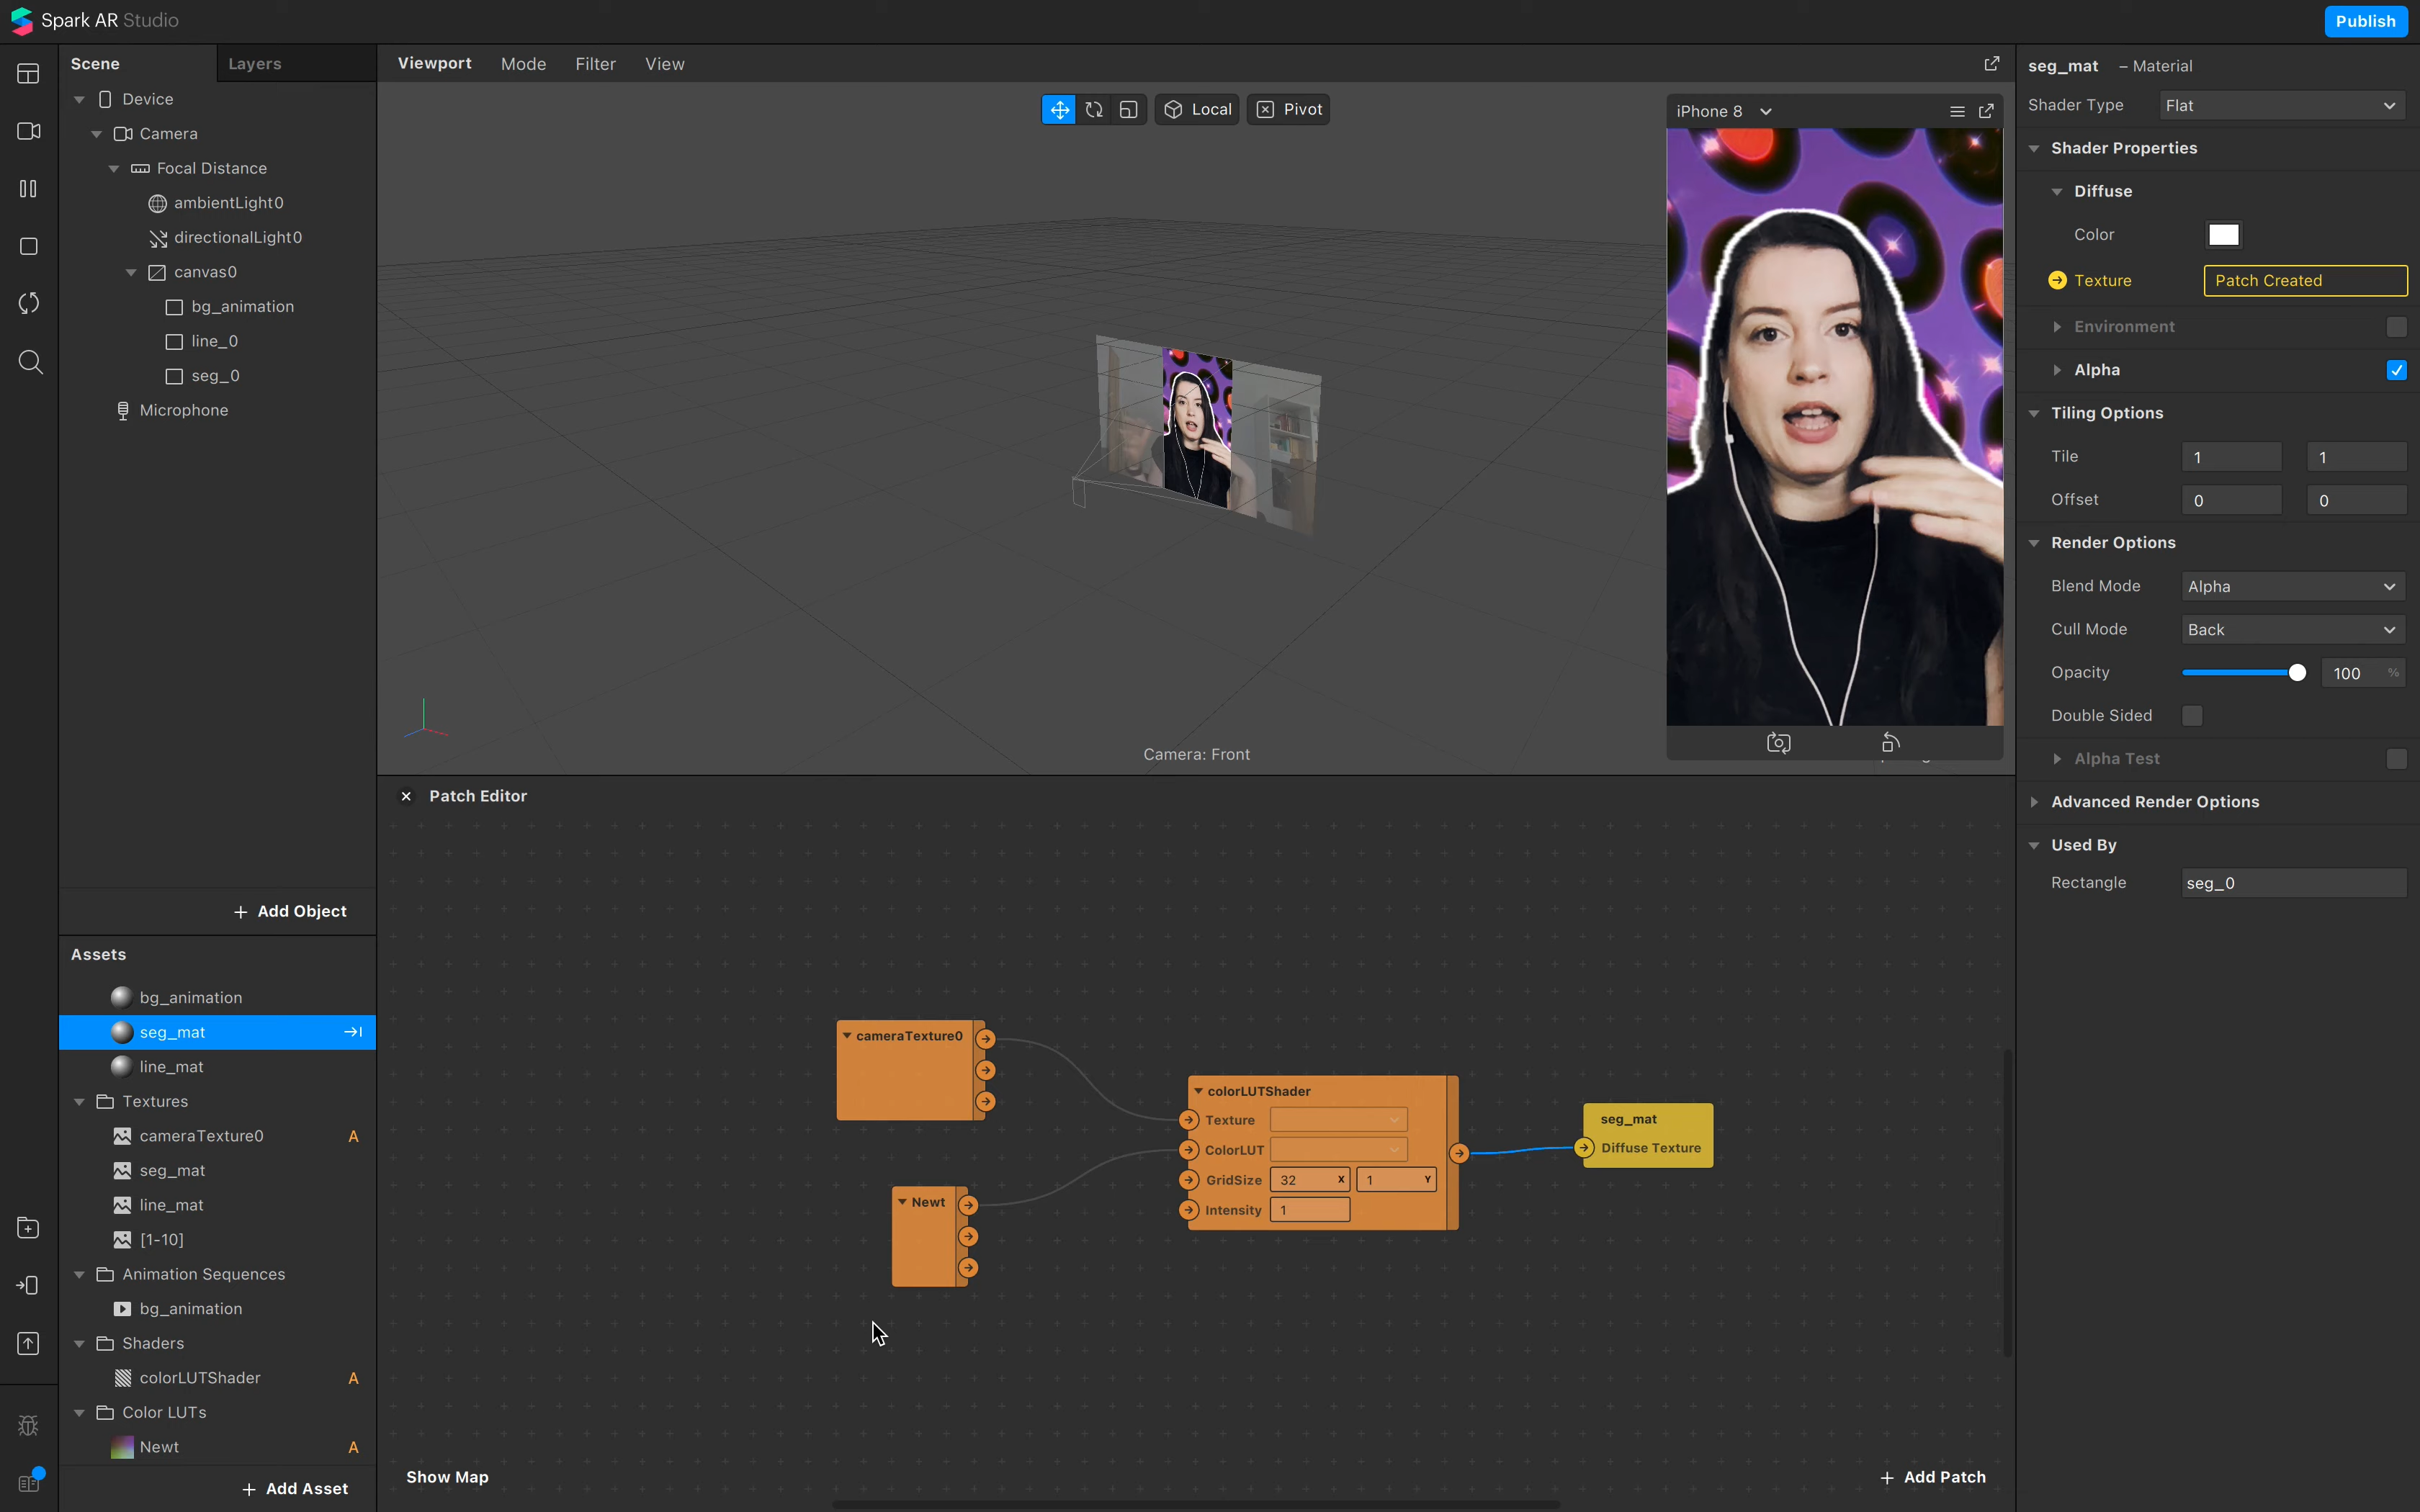 Spark AR Studio
Publish
Scene
Layers
Device
Camera
Focal Distance
ambientLight0
directionalLight0
canvas0
bg_animation
line_0
seg_0
Microphone
+ Add Object
Assets
bg_animation
seg_mat
line_mat
Textures
cameraTexture0 A
seg_mat
line_mat
[1-10]
Animation Sequences
bg_animation
Shaders
colorLUTShader A
Color LUTs
Newt A
+ Add Asset
Viewport Mode Filter View
Local
Pivot
iPhone 8
Camera: Front
Patch Editor
cameraTexture0
Newt
colorLUTShader
Texture
ColorLUT
GridSize 32 X 1 Y
Intensity 1
seg_mat
Diffuse Texture
Show Map
+ Add Patch
seg_mat – Material
Shader Type Flat
Shader Properties
Diffuse
Color
Texture Patch Created
Environment
Alpha
Tiling Options
Tile 1 1
Offset 0 0
Render Options
Blend Mode Alpha
Cull Mode Back
Opacity 100 %
Double Sided
Alpha Test
Advanced Render Options
Used By
Rectangle seg_0